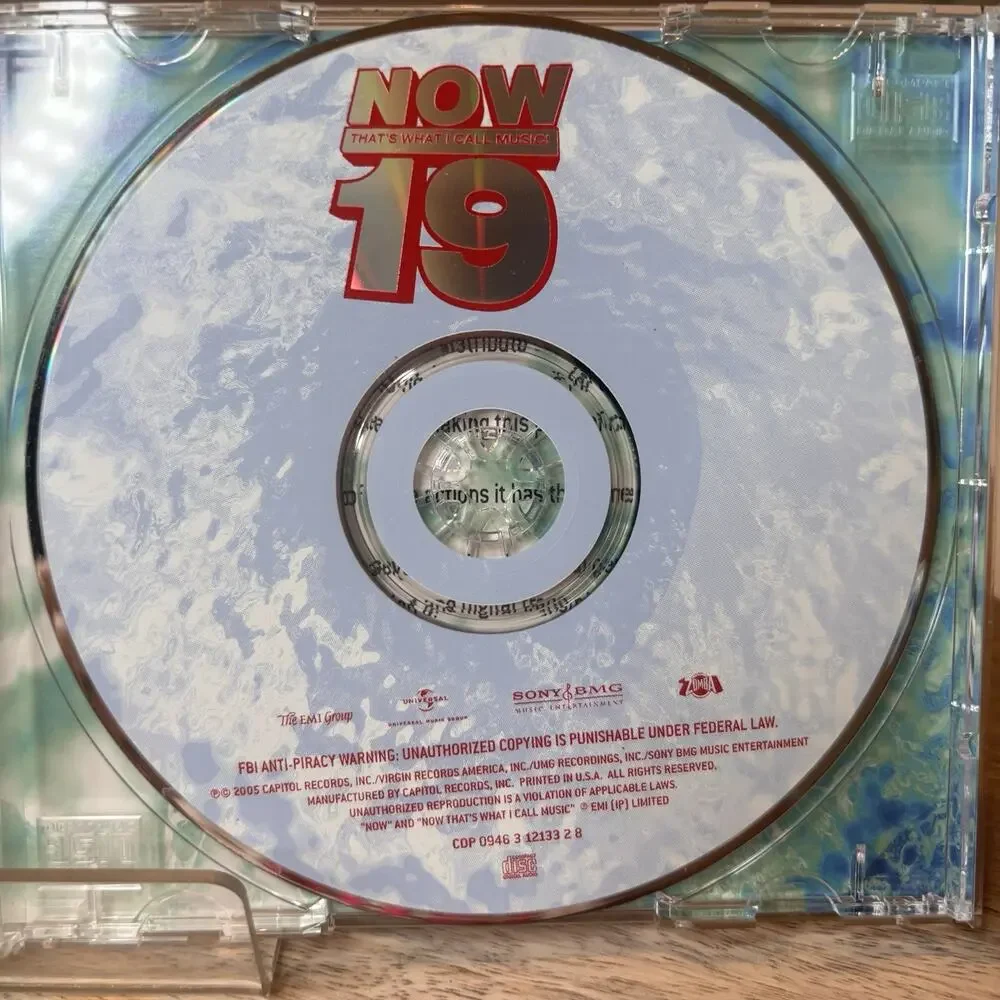 NOW
THAT'S WHAT I CALL MUSIC!
19
aking this
actions it has th
The EMI Group
UNIVERSAL
UNIVERSAL MUSIC GROUP
SONY BMG
MUSIC ENTERTAINMENT
ZOMBA
FBI ANTI-PIRACY WARNING: UNAUTHORIZED COPYING IS PUNISHABLE UNDER FEDERAL LAW.
℗© 2005 CAPITOL RECORDS, INC./VIRGIN RECORDS AMERICA, INC./UMG RECORDINGS, INC./SONY BMG MUSIC ENTERTAINMENT
MANUFACTURED BY CAPITOL RECORDS, INC. PRINTED IN U.S.A. ALL RIGHTS RESERVED.
UNAUTHORIZED REPRODUCTION IS A VIOLATION OF APPLICABLE LAWS.
"NOW" AND "NOW THAT'S WHAT I CALL MUSIC" ℗ EMI (IP) LIMITED
CDP 0946 3 12133 2 8
COMPACT
disc
DIGITAL AUDIO